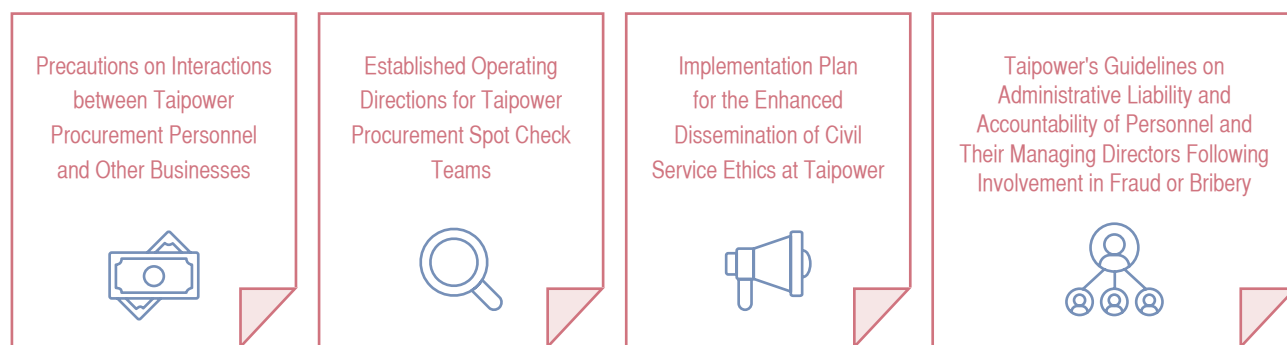 Precautions on Interactions
between Taipower
Procurement Personnel
and Other Businesses
Established Operating
Directions for Taipower
Procurement Spot Check
Teams
Implementation Plan
for the Enhanced
Dissemination of Civil
Service Ethics at Taipower
Taipower's Guidelines on
Administrative Liability and
Accountability of Personnel and
Their Managing Directors Following
Involvement in Fraud or Bribery